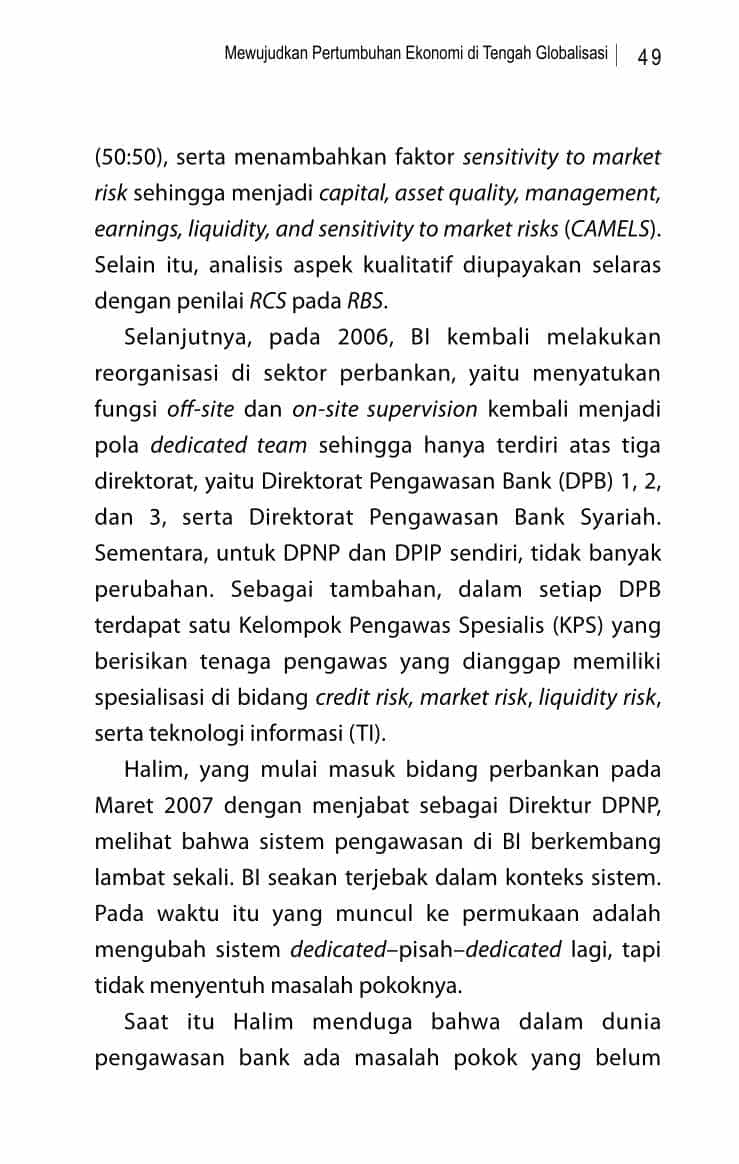 Mewujudkan Pertumbuhan Ekonomi di Tengah Globalisasi | 49
(50:50), serta menambahkan faktor sensitivity to market
risk sehingga menjadi capital, asset quality, management,
earnings, liquidity, and sensitivity to market risks (CAMELS).
Selain itu, analisis aspek kualitatif diupayakan selaras
dengan penilai RCS pada RBS.
Selanjutnya, pada 2006, BI kembali melakukan
reorganisasi di sektor perbankan, yaitu menyatukan
fungsi off-site dan on-site supervision kembali menjadi
pola dedicated team sehingga hanya terdiri atas tiga
direktorat, yaitu Direktorat Pengawasan Bank (DPB) 1, 2,
dan 3, serta Direktorat Pengawasan Bank Syariah.
Sementara, untuk DPNP dan DPIP sendiri, tidak banyak
perubahan. Sebagai tambahan, dalam setiap DPB
terdapat satu Kelompok Pengawas Spesialis (KPS) yang
berisikan tenaga pengawas yang dianggap memiliki
spesialisasi di bidang credit risk, market risk, liquidity risk,
serta teknologi informasi (TI).
Halim, yang mulai masuk bidang perbankan pada
Maret 2007 dengan menjabat sebagai Direktur DPNP,
melihat bahwa sistem pengawasan di BI berkembang
lambat sekali. BI seakan terjebak dalam konteks sistem.
Pada waktu itu yang muncul ke permukaan adalah
mengubah sistem dedicated–pisah–dedicated lagi, tapi
tidak menyentuh masalah pokoknya.
Saat itu Halim menduga bahwa dalam dunia
pengawasan bank ada masalah pokok yang belum